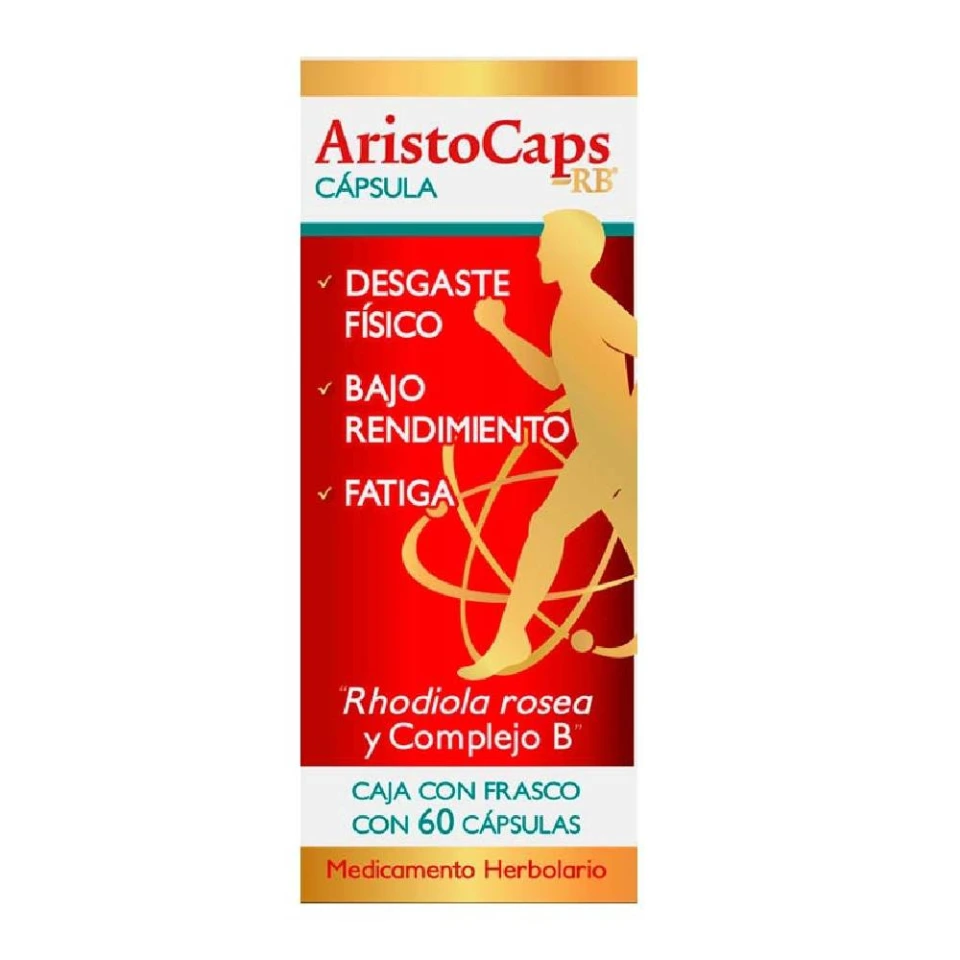 AristoCaps
-RB®
CÁPSULA
✓ DESGASTE
FÍSICO
✓ BAJO
RENDIMIENTO
✓ FATIGA
"Rhodiola rosea
y Complejo B"
CAJA CON FRASCO
CON 60 CÁPSULAS
Medicamento Herbolario